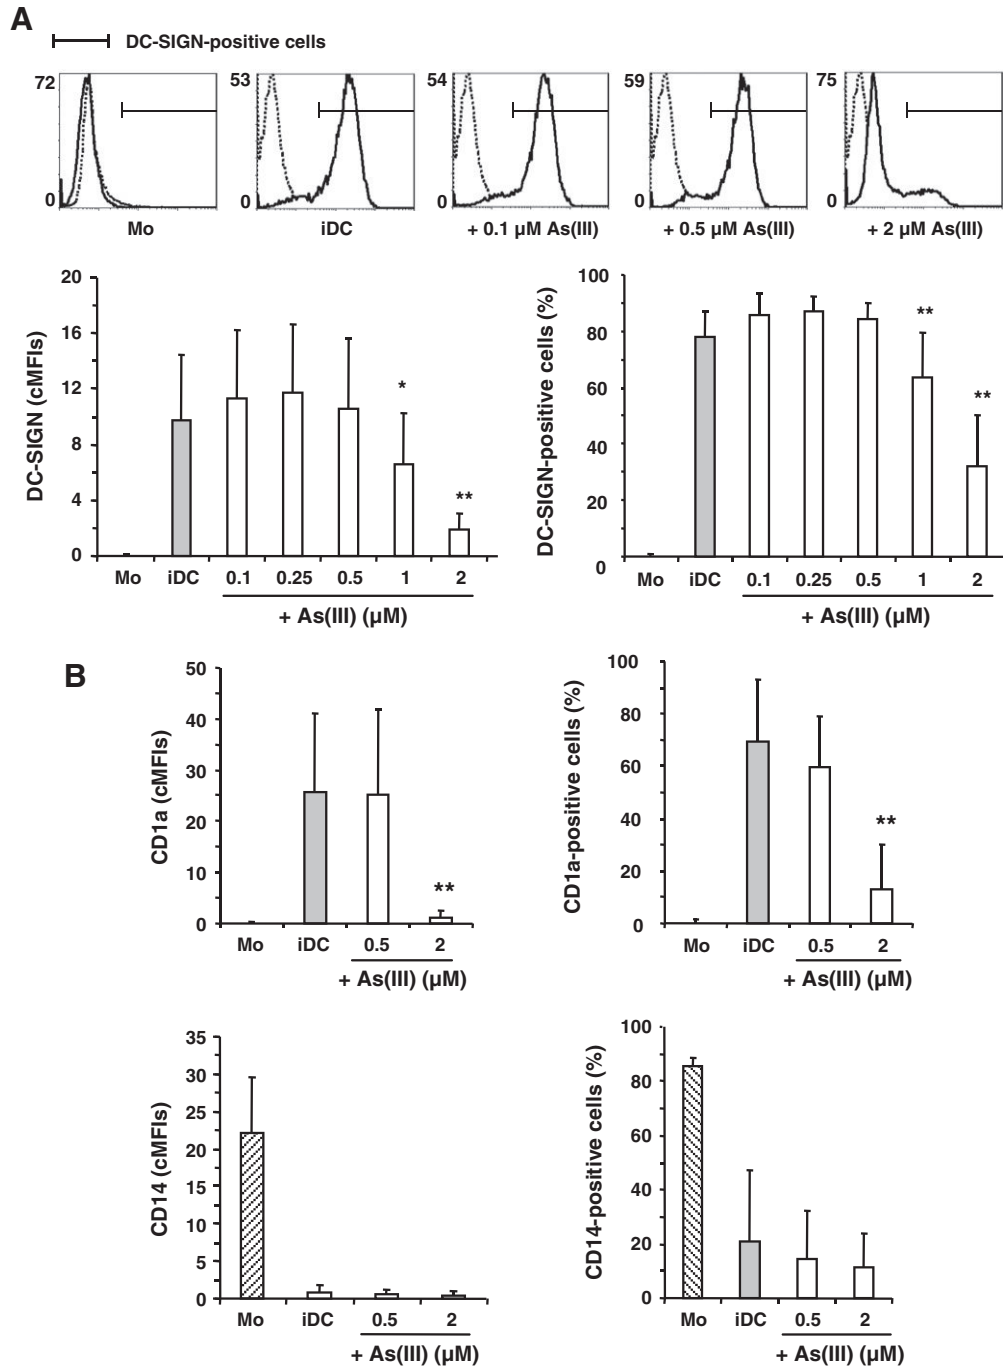 A
DC-SIGN-positive cells
72 53 54 59 75
0 0 0 0 0
Mo iDC + 0.1 µM As(III) + 0.5 µM As(III) + 2 µM As(III)
DC-SIGN (cMFIs)
20
16
12
8
4
0
*
**
Mo iDC 0.1 0.25 0.5 1 2
+ As(III) (µM)
DC-SIGN-positive cells (%)
100
80
60
40
20
0
**
**
Mo iDC 0.1 0.25 0.5 1 2
+ As(III) (µM)
B
CD1a (cMFIs)
50
40
30
20
10
0
**
Mo iDC 0.5 2
+ As(III) (µM)
CD1a-positive cells (%)
100
80
60
40
20
0
**
Mo iDC 0.5 2
+ As(III) (µM)
CD14 (cMFIs)
35
30
25
20
15
10
5
0
Mo iDC 0.5 2
+ As(III) (µM)
CD14-positive cells (%)
100
80
60
40
20
0
Mo iDC 0.5 2
+ As(III) (µM)